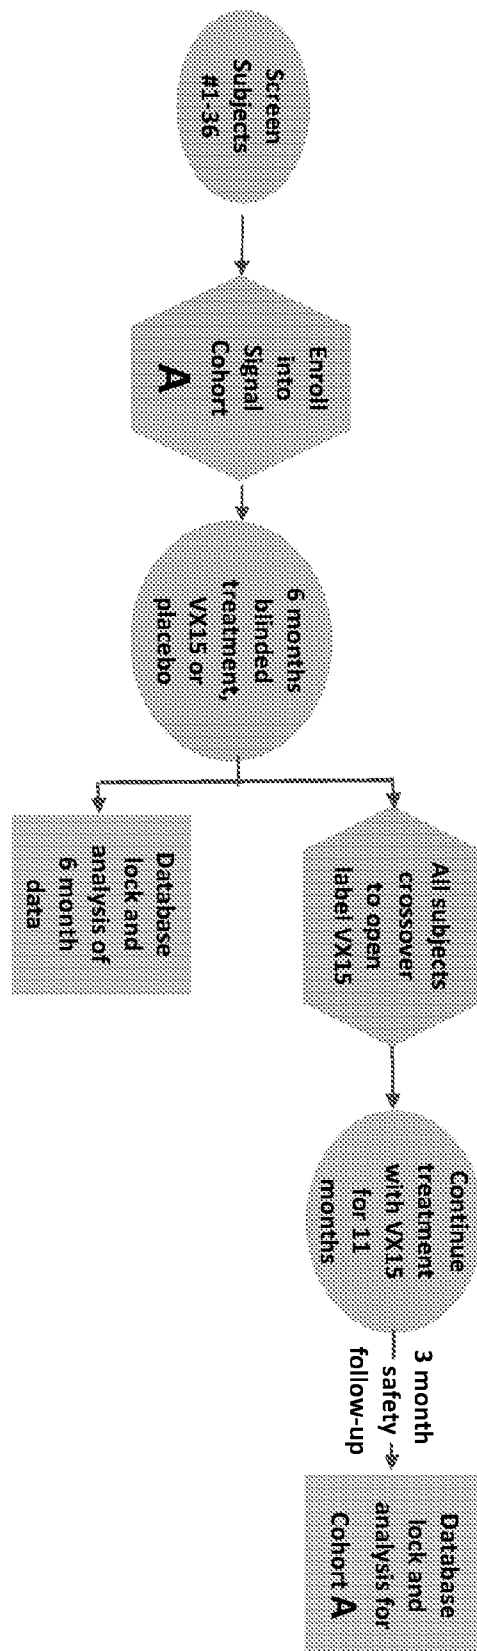 Screen
Subjects
#1-36
Enroll
into
Signal
Cohort
A
6 months
blinded
treatment,
VX15 or
placebo
All subjects
crossover
to open
label VX15
Continue
treatment
with VX15
for 11
months
3 month
safety
follow-up
Database
lock and
analysis for
Cohort A
Database
lock and
analysis of
6 month
data